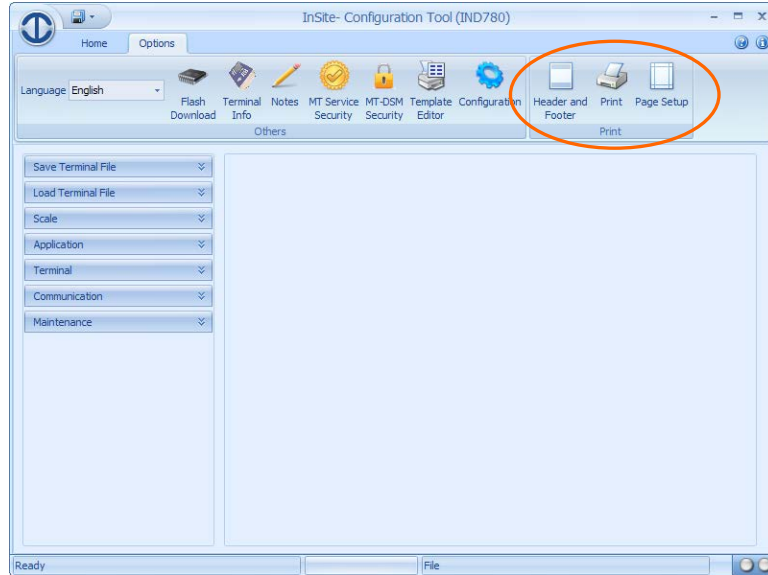 InSite- Configuration Tool (IND780)
Home Options
Language English
Flash Download
Terminal Info
Notes
MT Service Security
MT-DSM Security
Template Editor
Configuration
Header and Footer
Print
Page Setup
Others
Print
Save Terminal File
Load Terminal File
Scale
Application
Terminal
Communication
Maintenance
Ready File